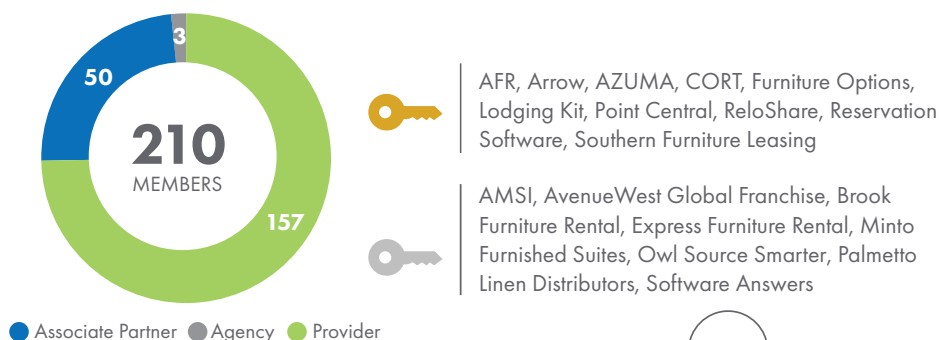 3
50
210
MEMBERS
157
Associate Partner Agency Provider
AFR, Arrow, AZUMA, CORT, Furniture Options,
Lodging Kit, Point Central, ReloShare, Reservation
Software, Southern Furniture Leasing
AMSI, AvenueWest Global Franchise, Brook
Furniture Rental, Express Furniture Rental, Minto
Furnished Suites, Owl Source Smarter, Palmetto
Linen Distributors, Software Answers